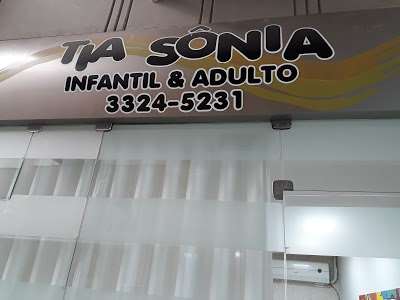 TIA SÔNIA
INFANTIL & ADULTO
3324-5231